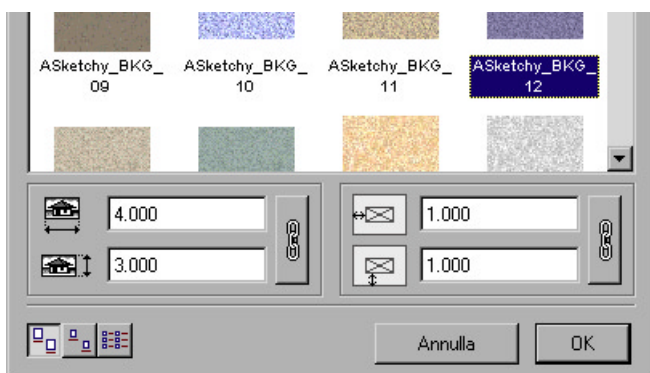 ASketchy_BKG_ ASketchy_BKG_ ASketchy_BKG_ ASketchy_BKG_
09 10 11 12
4.000 1.000
3.000 1.000
Annulla OK